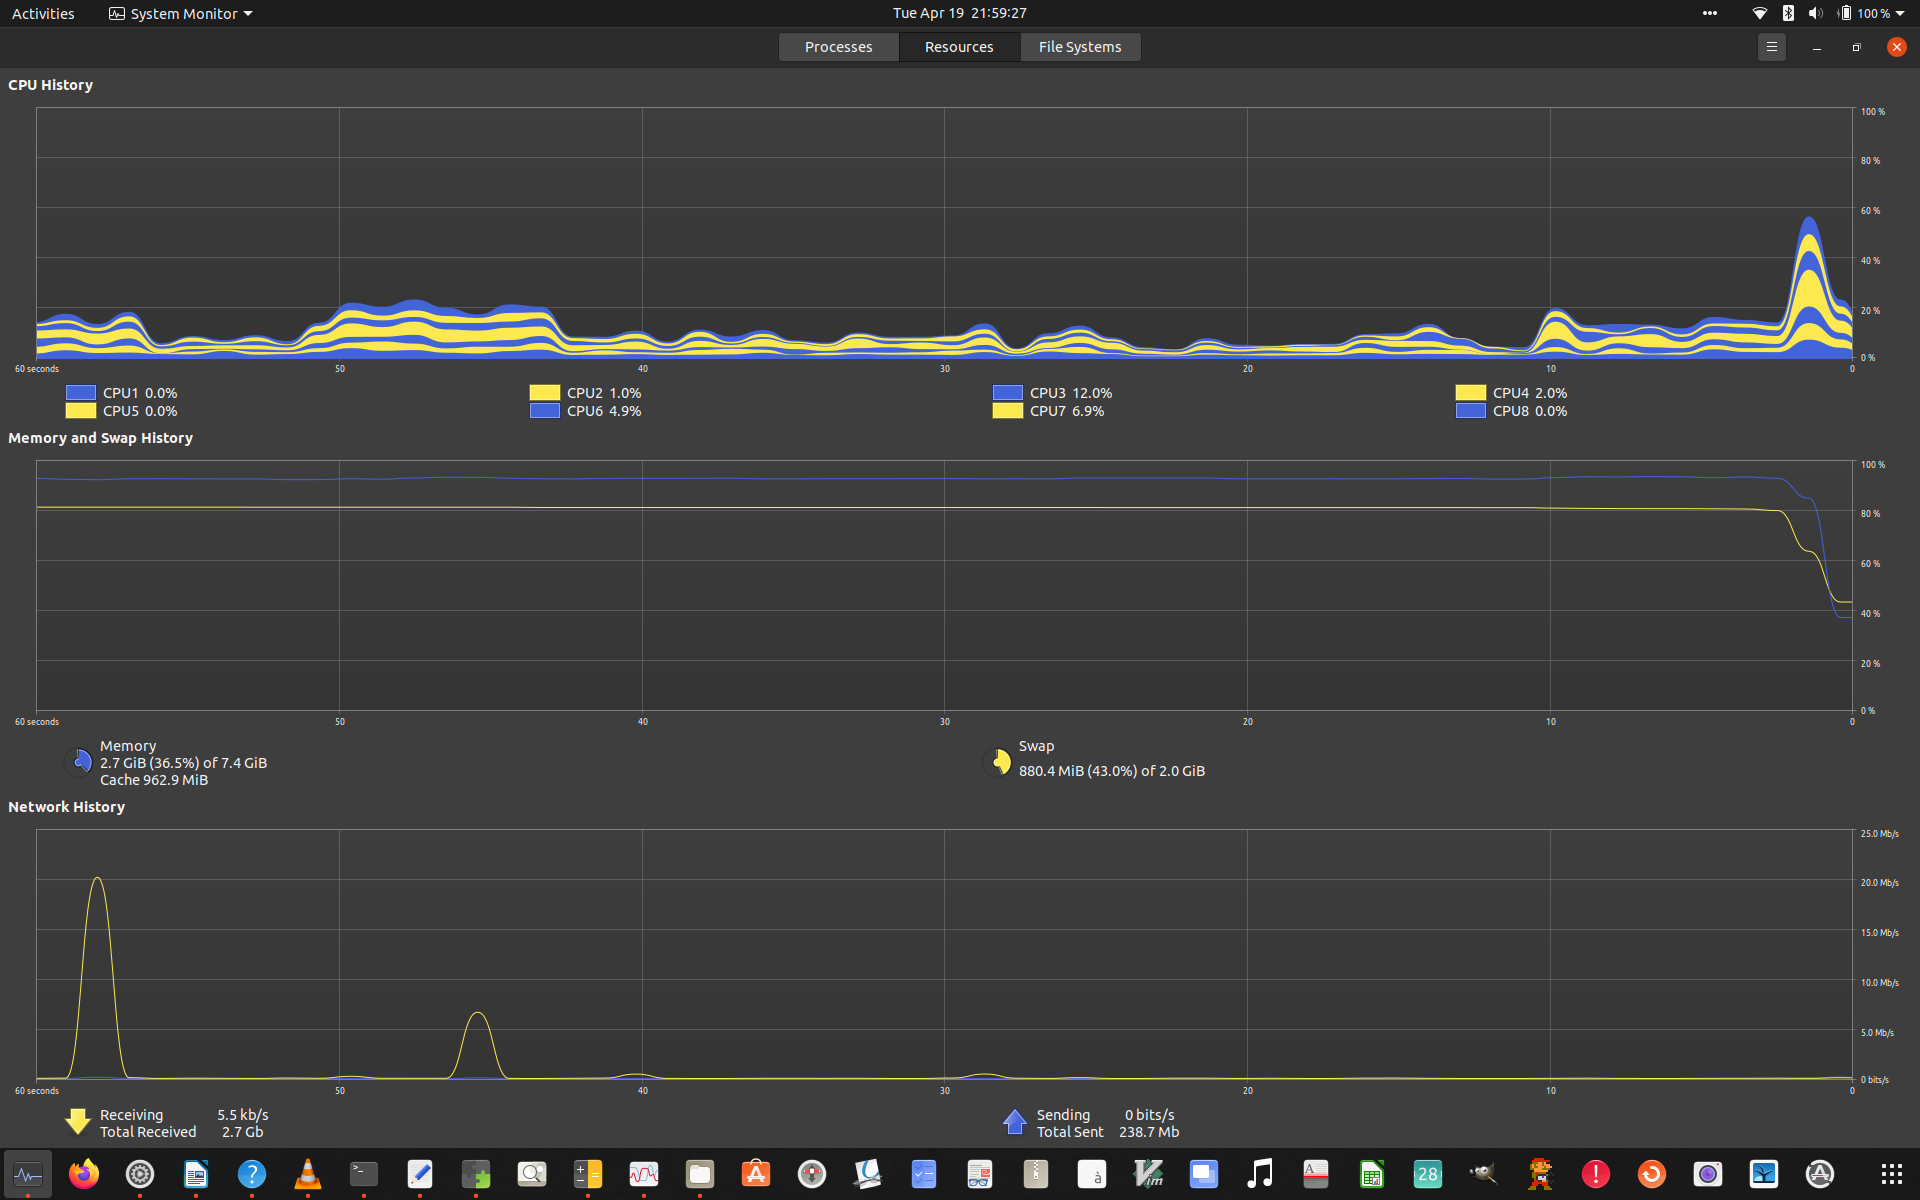 Activities System Monitor Tue Apr 19 21:59:27 100 %
Processes Resources File Systems
CPU History
100 %
80 %
60 %
40 %
20 %
0 %
60 seconds 50 40 30 20 10 0
CPU1 0.0% CPU2 1.0% CPU3 12.0% CPU4 2.0%
CPU5 0.0% CPU6 4.9% CPU7 6.9% CPU8 0.0%
Memory and Swap History
100 %
80 %
60 %
40 %
20 %
0 %
60 seconds 50 40 30 20 10 0
Memory
2.7 GiB (36.5%) of 7.4 GiB
Cache 962.9 MiB
Swap
880.4 MiB (43.0%) of 2.0 GiB
Network History
25.0 Mb/s
20.0 Mb/s
15.0 Mb/s
10.0 Mb/s
5.0 Mb/s
0 bits/s
60 seconds 50 40 30 20 10 0
Receiving 5.5 kb/s
Total Received 2.7 Gb
Sending 0 bits/s
Total Sent 238.7 Mb
? >_ A à Vim A 28 !